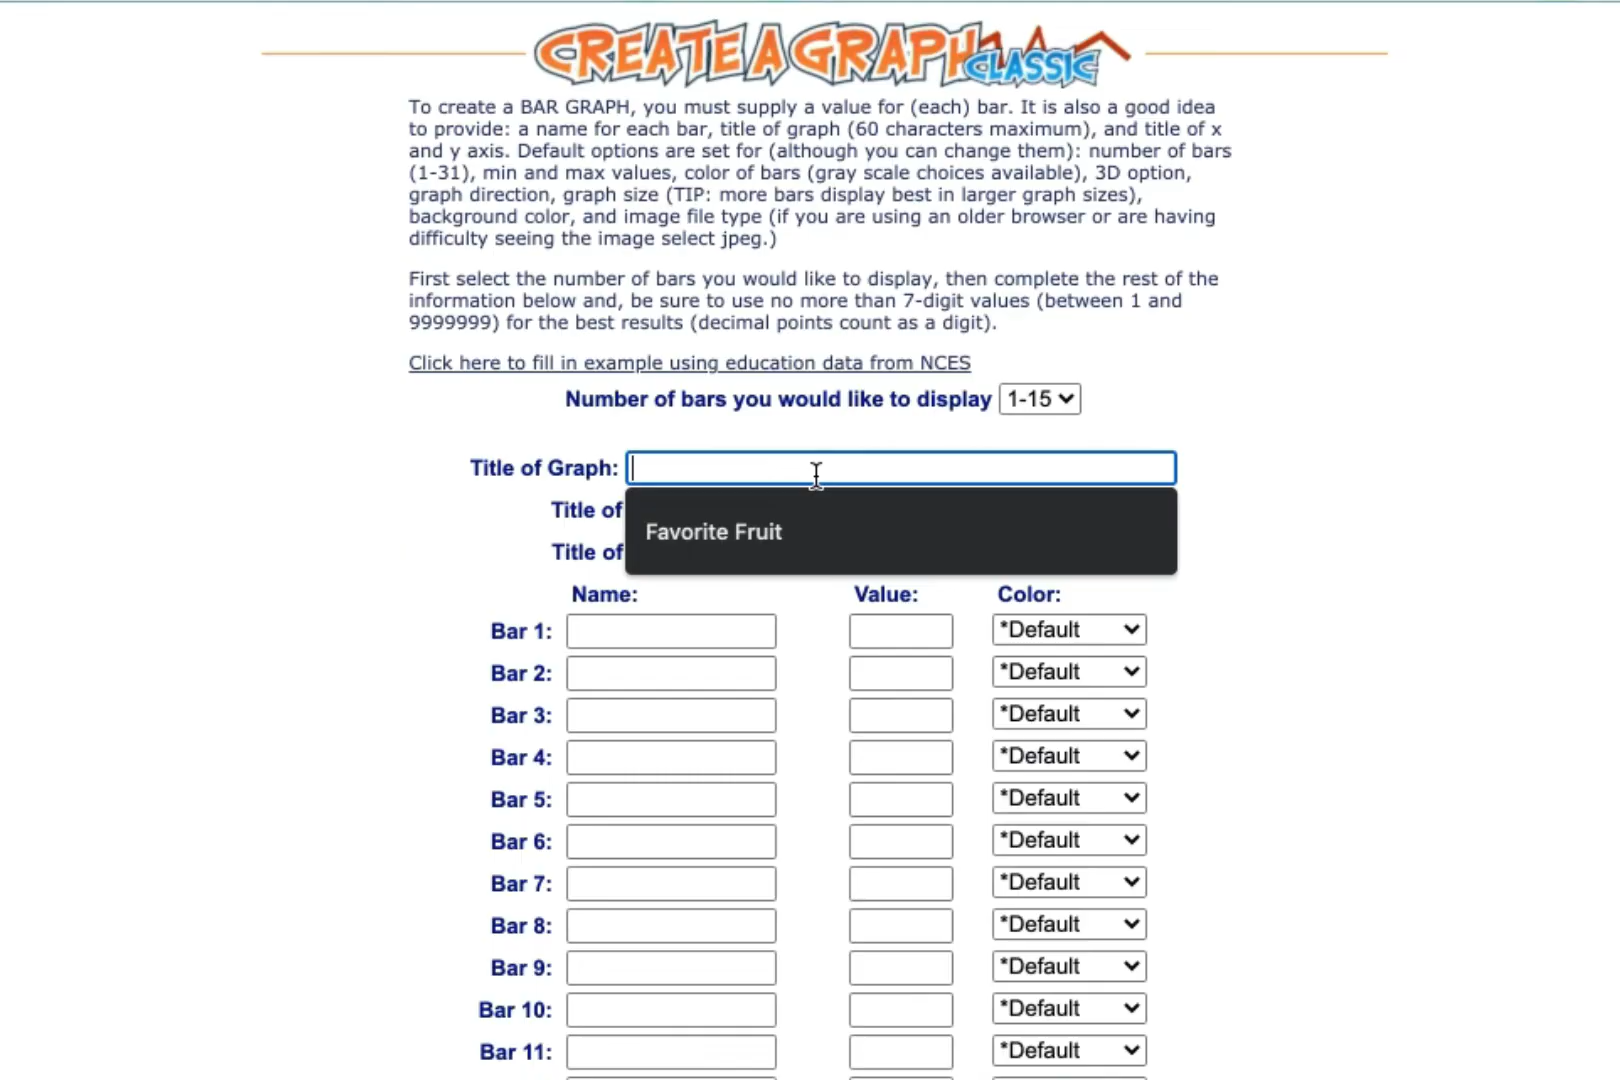 CREATE A GRAPH CLASSIC
To create a BAR GRAPH, you must supply a value for (each) bar. It is also a good idea
to provide: a name for each bar, title of graph (60 characters maximum), and title of x
and y axis. Default options are set for (although you can change them): number of bars
(1-31), min and max values, color of bars (gray scale choices available), 3D option,
graph direction, graph size (TIP: more bars display best in larger graph sizes),
background color, and image file type (if you are using an older browser or are having
difficulty seeing the image select jpeg.)
First select the number of bars you would like to display, then complete the rest of the
information below and, be sure to use no more than 7-digit values (between 1 and
9999999) for the best results (decimal points count as a digit).
Click here to fill in example using education data from NCES
Number of bars you would like to display 1-15
Title of Graph:
Title of
Favorite Fruit
Title of
Name: Value: Color:
Bar 1: *Default
Bar 2: *Default
Bar 3: *Default
Bar 4: *Default
Bar 5: *Default
Bar 6: *Default
Bar 7: *Default
Bar 8: *Default
Bar 9: *Default
Bar 10: *Default
Bar 11: *Default